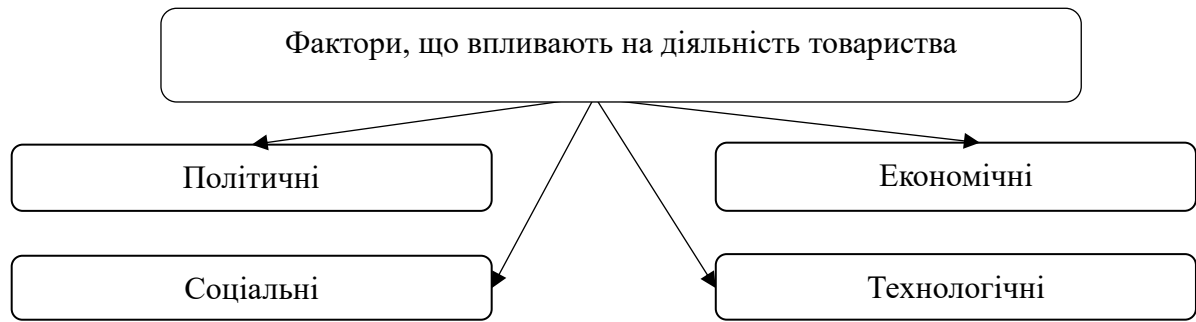 Фактори, що впливають на діяльність товариства
Політичні
Економічні
Соціальні
Технологічні